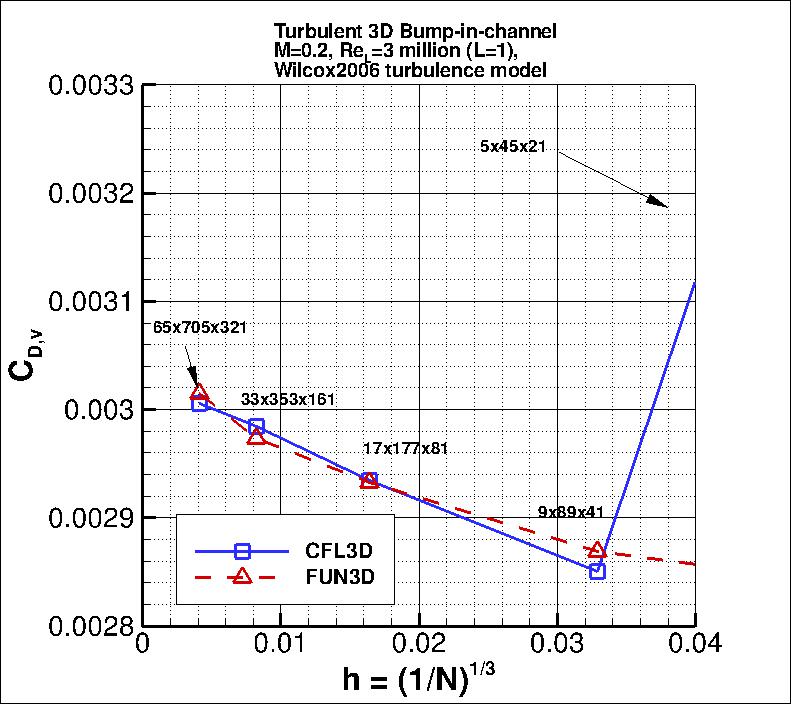 Turbulent 3D Bump-in-channel
M=0.2, Re_L=3 million (L=1),
Wilcox2006 turbulence model
0.0033
5x45x21
0.0032
0.0031
65x705x321
C_D,v
33x353x161
0.003
17x177x81
9x89x41
0.0029
CFL3D
FUN3D
0.0028
0 0.01 0.02 0.03 0.04
h = (1/N)^1/3